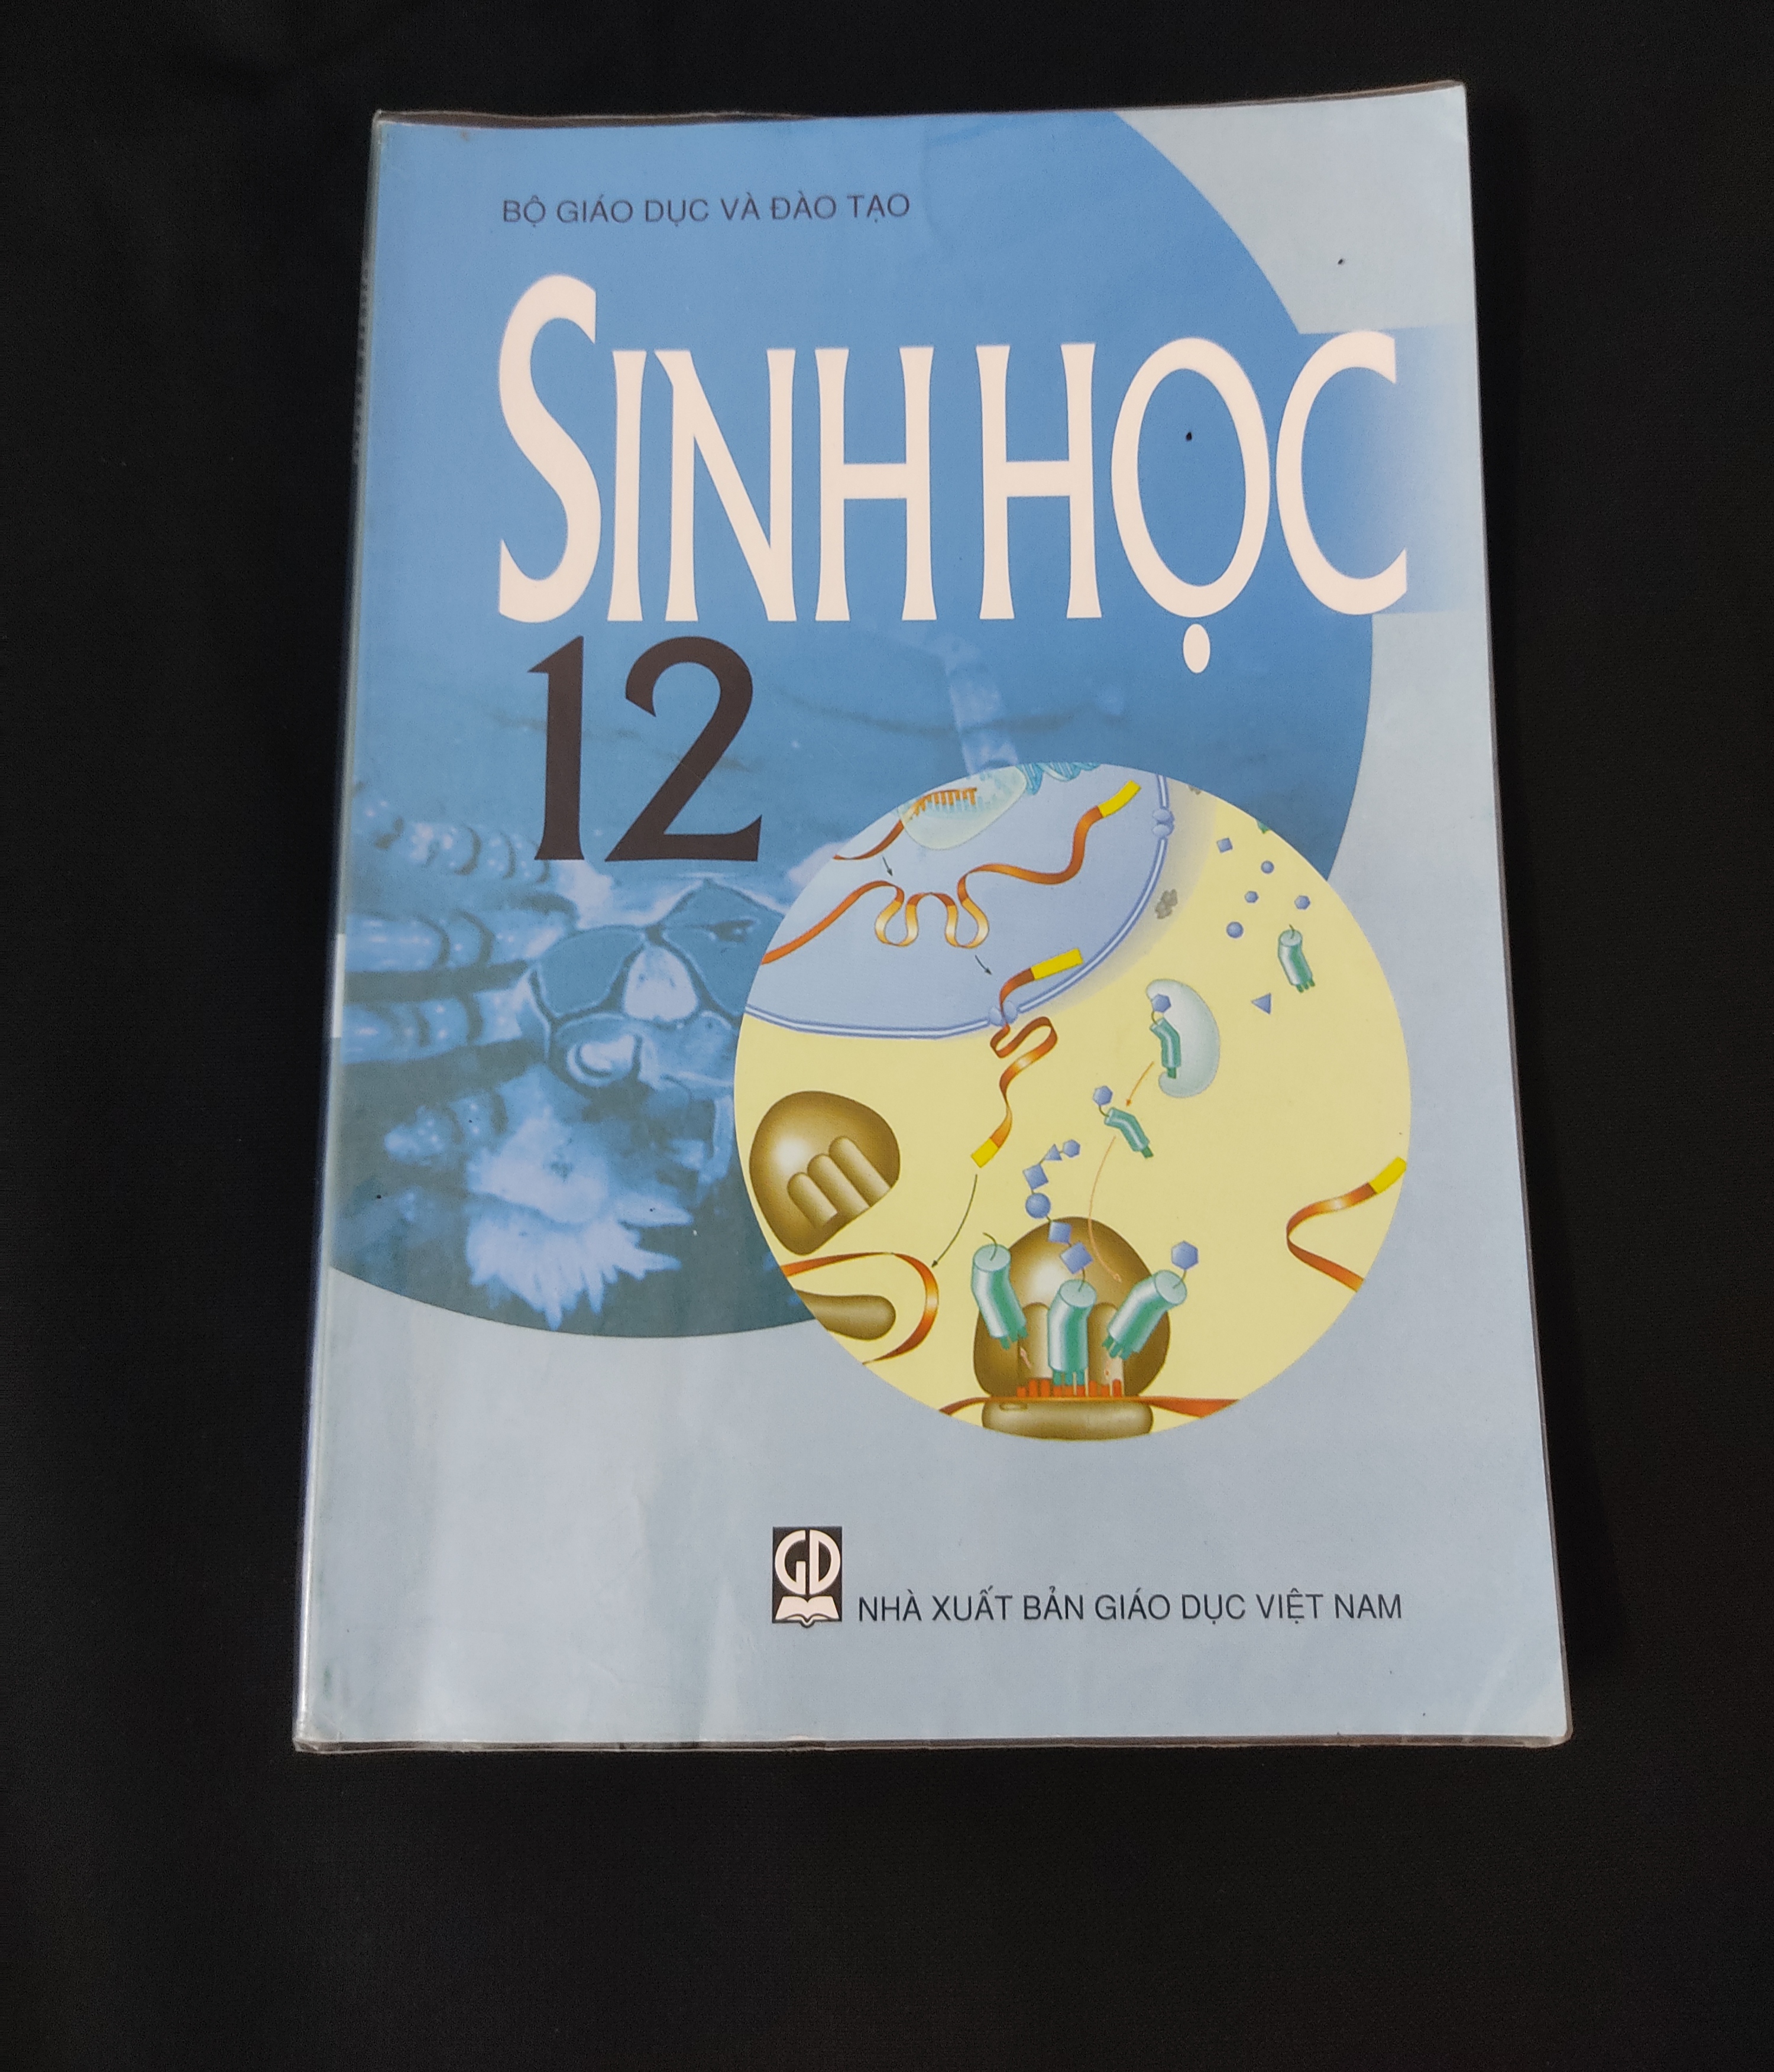 BỘ GIÁO DỤC VÀ ĐÀO TẠO
SINH HỌC
12
GD
NHÀ XUẤT BẢN GIÁO DỤC VIỆT NAM